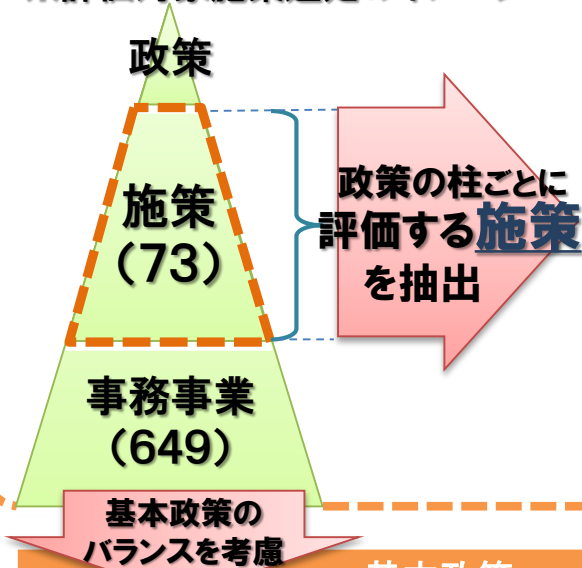 政策
施策
（73）
政策の柱ごとに
評価する施策
を抽出
事務事業
（649）
基本政策の
バランスを考慮